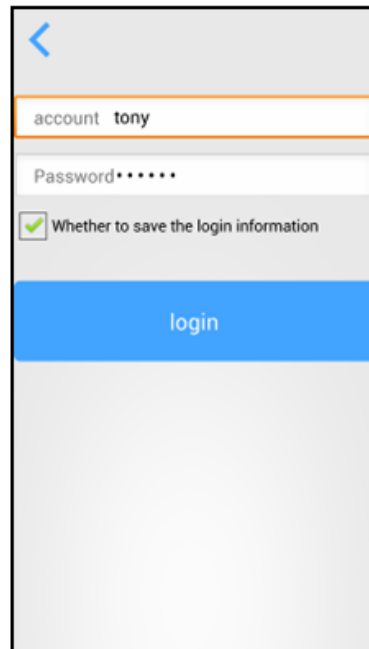 account tony
Password••••••
Whether to save the login information
login